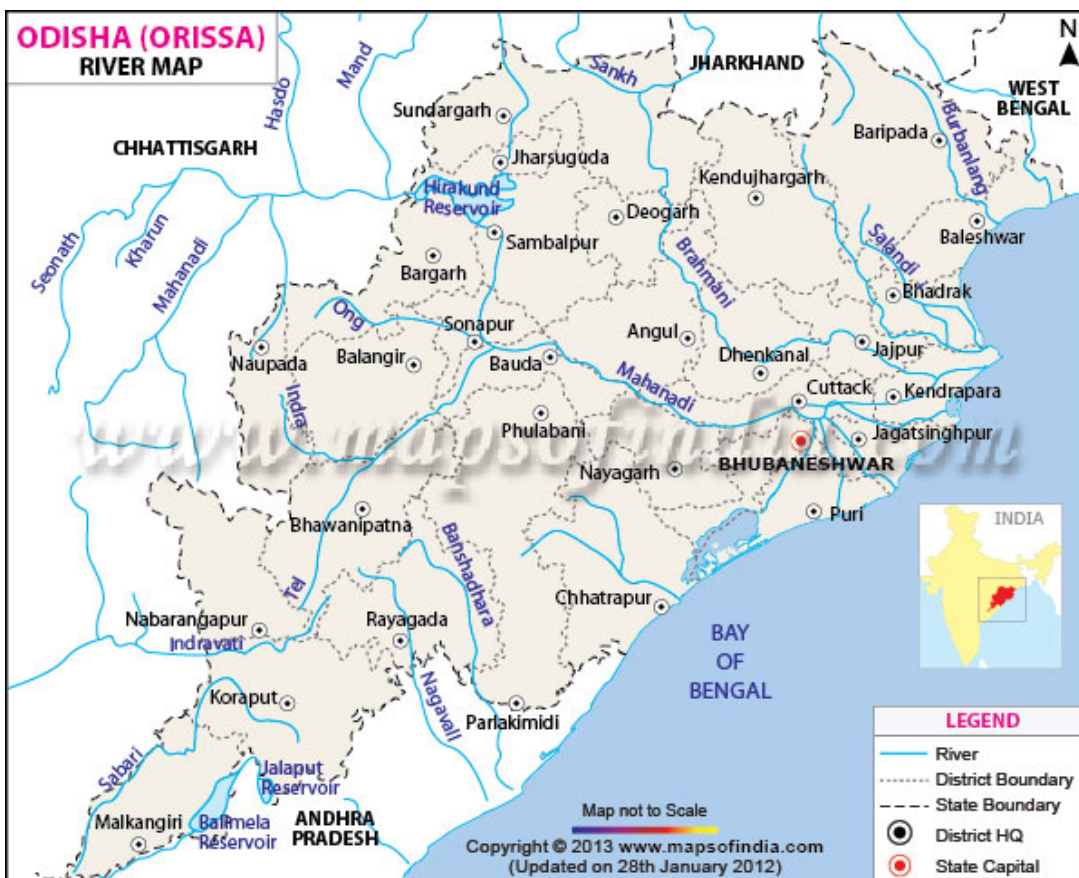 ODISHA (ORISSA)
RIVER MAP
N
JHARKHAND
WEST
BENGAL
CHHATTISGARH
Hasdo
Mand
Sankh
Sundargarh
Jharsuguda
Hirakund
Reservoir
Baripada
Burbanlang
Kendujhargarh
Deogarh
Baleshwar
Seonath
Kharun
Mahanadi
Sambalpur
Bargarh
Brahmani
Salandi
Bhadrak
Ong
Sonapur
Angul
Jajpur
Naupada
Balangir
Bauda
Dhenkanal
Mahanadi
Cuttack
Kendrapara
Indra
Phulabani
Jagatsinghpur
www.mapsofindia.com
Nayagarh
BHUBANESHWAR
Bhawanipatna
Puri
INDIA
Banshadhara
Tel
Chhatrapur
Nabarangapur
Rayagada
Indravati
BAY
OF
BENGAL
Koraput
Nagavali
Parlakimidi
Sabari
Jalaput
Reservoir
Malkangiri
Balimela
Reservoir
ANDHRA
PRADESH
Map not to Scale
Copyright © 2013 www.mapsofindia.com
(Updated on 28th January 2012)
LEGEND
River
District Boundary
State Boundary
District HQ
State Capital